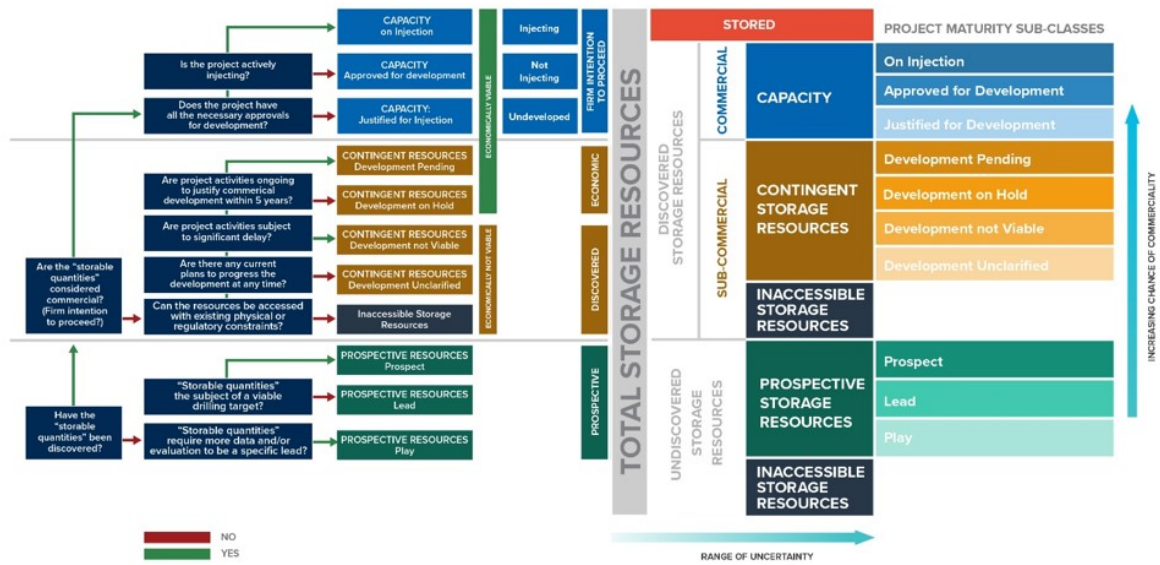 CAPACITY
on Injection
Injecting
Is the project actively
injecting?
CAPACITY
Approved for development
Not
Injecting
Does the project have
all the necessary approvals
for development?
CAPACITY:
Justified for Injection
Undeveloped
ECONOMICALLY VIABLE
FIRM INTENTION
TO PROCEED
CONTINGENT RESOURCES
Development Pending
Are project activities ongoing
to justify commerical
development within 5 years?
CONTINGENT RESOURCES
Development on Hold
ECONOMIC
Are project activities subject
to significant delay?
CONTINGENT RESOURCES
Development not Viable
Are there any current
plans to progress the
development at any time?
CONTINGENT RESOURCES
Development Unclarified
Are the "storable
quantities"
considered
commercial?
(Firm intention
to proceed?)
Can the resources be accessed
with existing physical or
regulatory constraints?
Inaccessible Storage
Resources
ECONOMICALLY NOT VIABLE
DISCOVERED
PROSPECTIVE RESOURCES
Prospect
"Storable quantities"
the subject of a viable
drilling target?
PROSPECTIVE RESOURCES
Lead
Have the
"storable
quantities" been
discovered?
"Storable quantities"
require more data and/or
evaluation to be a specific lead?
PROSPECTIVE RESOURCES
Play
PROSPECTIVE
NO
YES
TOTAL STORAGE RESOURCES
STORED
PROJECT MATURITY SUB-CLASSES
DISCOVERED
STORAGE RESOURCES
COMMERCIAL
CAPACITY
On Injection
Approved for Development
Justified for Development
SUB-COMMERCIAL
CONTINGENT
STORAGE
RESOURCES
Development Pending
Development on Hold
Development not Viable
Development Unclarified
INACCESSIBLE
STORAGE
RESOURCES
UNDISCOVERED
STORAGE
RESOURCES
PROSPECTIVE
STORAGE
RESOURCES
Prospect
Lead
Play
INACCESSIBLE
STORAGE
RESOURCES
INCREASING CHANCE OF COMMERCIALITY
RANGE OF UNCERTAINTY